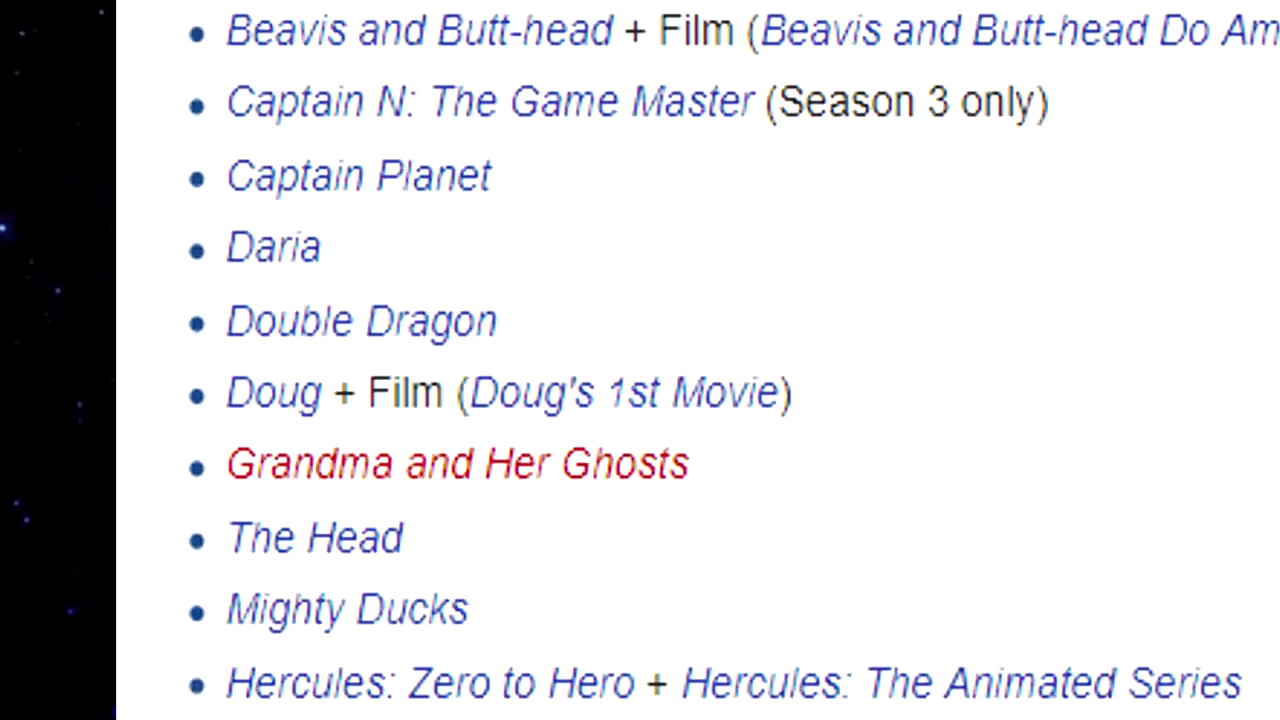 Beavis and Butt-head + Film (Beavis and Butt-head Do Am
Captain N: The Game Master (Season 3 only)
Captain Planet
Daria
Double Dragon
Doug + Film (Doug's 1st Movie)
Grandma and Her Ghosts
The Head
Mighty Ducks
Hercules: Zero to Hero + Hercules: The Animated Series